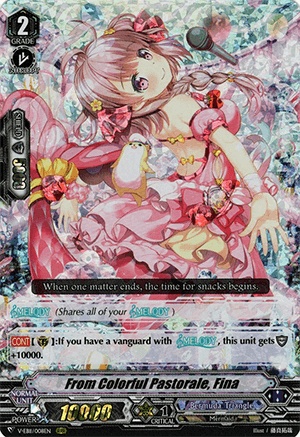 2
GRADE
When one matter ends, the time for snacks begins.
MELODY (Shares all of your MELODY)
CONT : If you have a vanguard with MELODY, this unit gets
+10000.
From Colorful Pastorale, Fina
NORMAL
UNIT
10000
1
CRITICAL
Bermuda Triangle
Mermaid
V-EB11/008EN
Illust